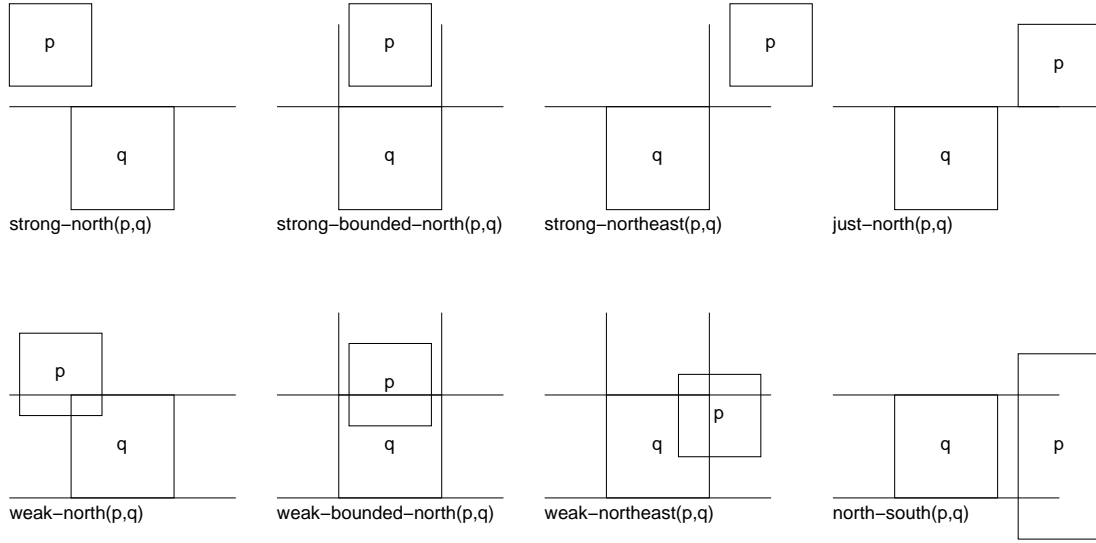 p
p
p
p
q
q
q
q
strong−north(p,q)
strong−bounded−north(p,q)
strong−northeast(p,q)
just−north(p,q)
p
p
p
p
q
q
q
q
weak−north(p,q)
weak−bounded−north(p,q)
weak−northeast(p,q)
north−south(p,q)